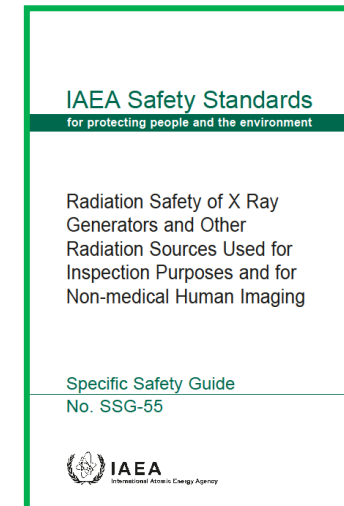 IAEA Safety Standards
for protecting people and the environment
Radiation Safety of X Ray
Generators and Other
Radiation Sources Used for
Inspection Purposes and for
Non-medical Human Imaging
Specific Safety Guide
No. SSG-55
IAEA
International Atomic Energy Agency